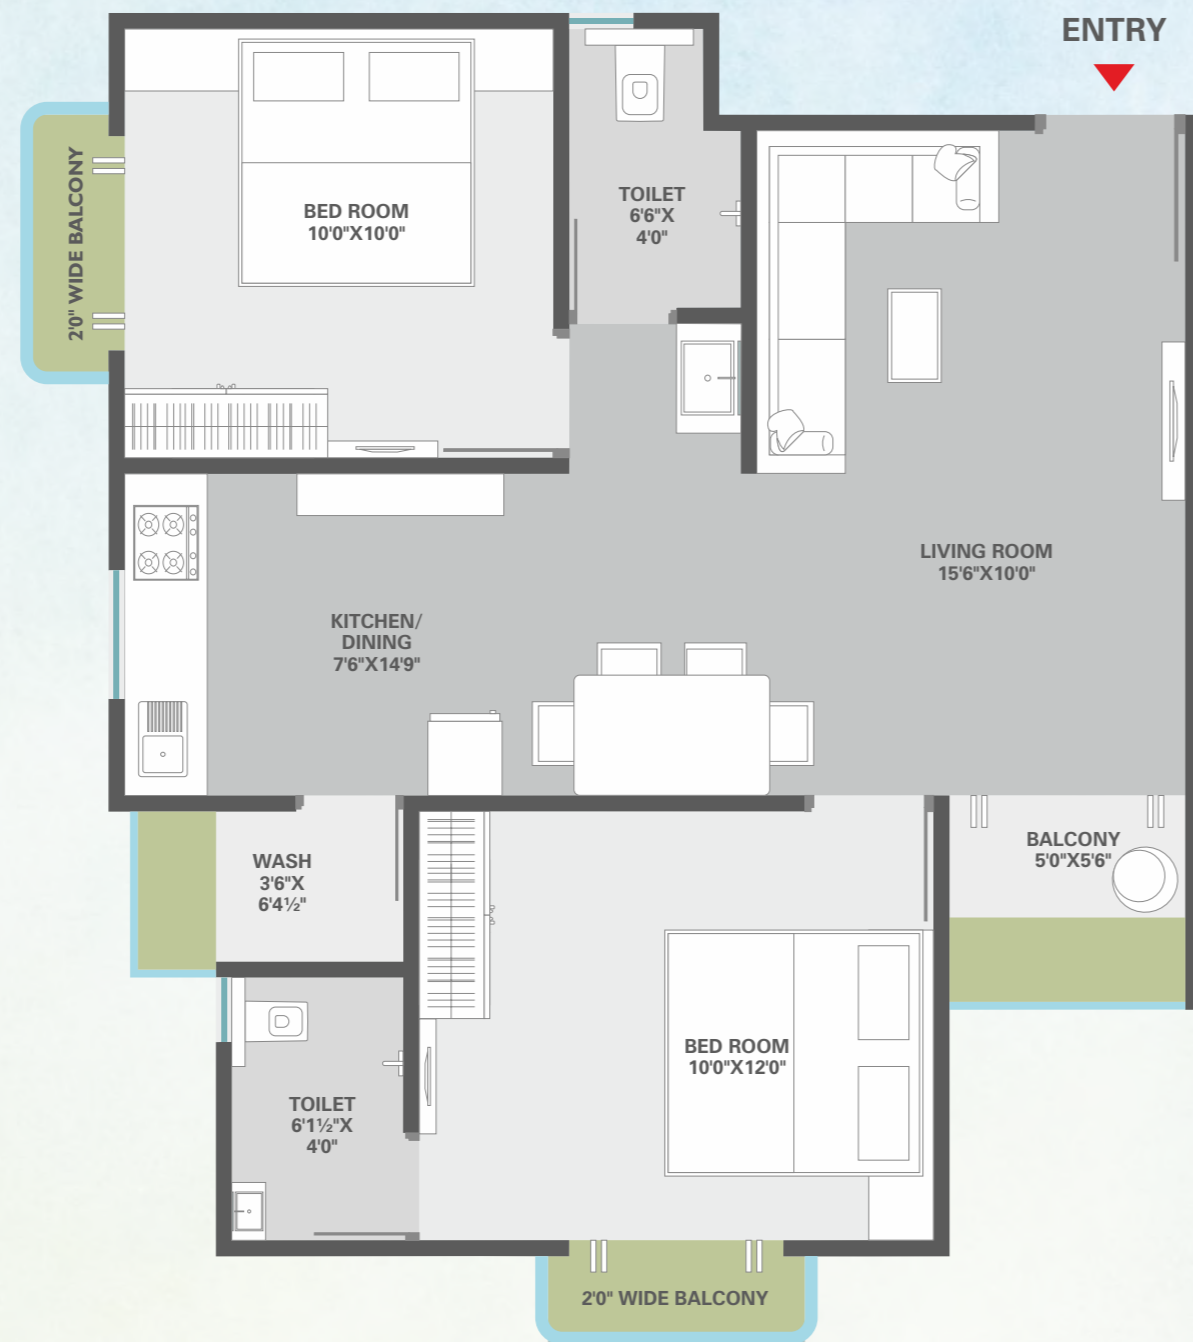 ENTRY
BED ROOM
10'0"X10'0"
2'0" WIDE BALCONY
TOILET
6'6"X
4'0"
LIVING ROOM
15'6"X10'0"
KITCHEN/
DINING
7'6"X14'9"
WASH
3'6"X
6'4½"
BALCONY
5'0"X5'6"
BED ROOM
10'0"X12'0"
TOILET
6'1½"X
4'0"
2'0" WIDE BALCONY